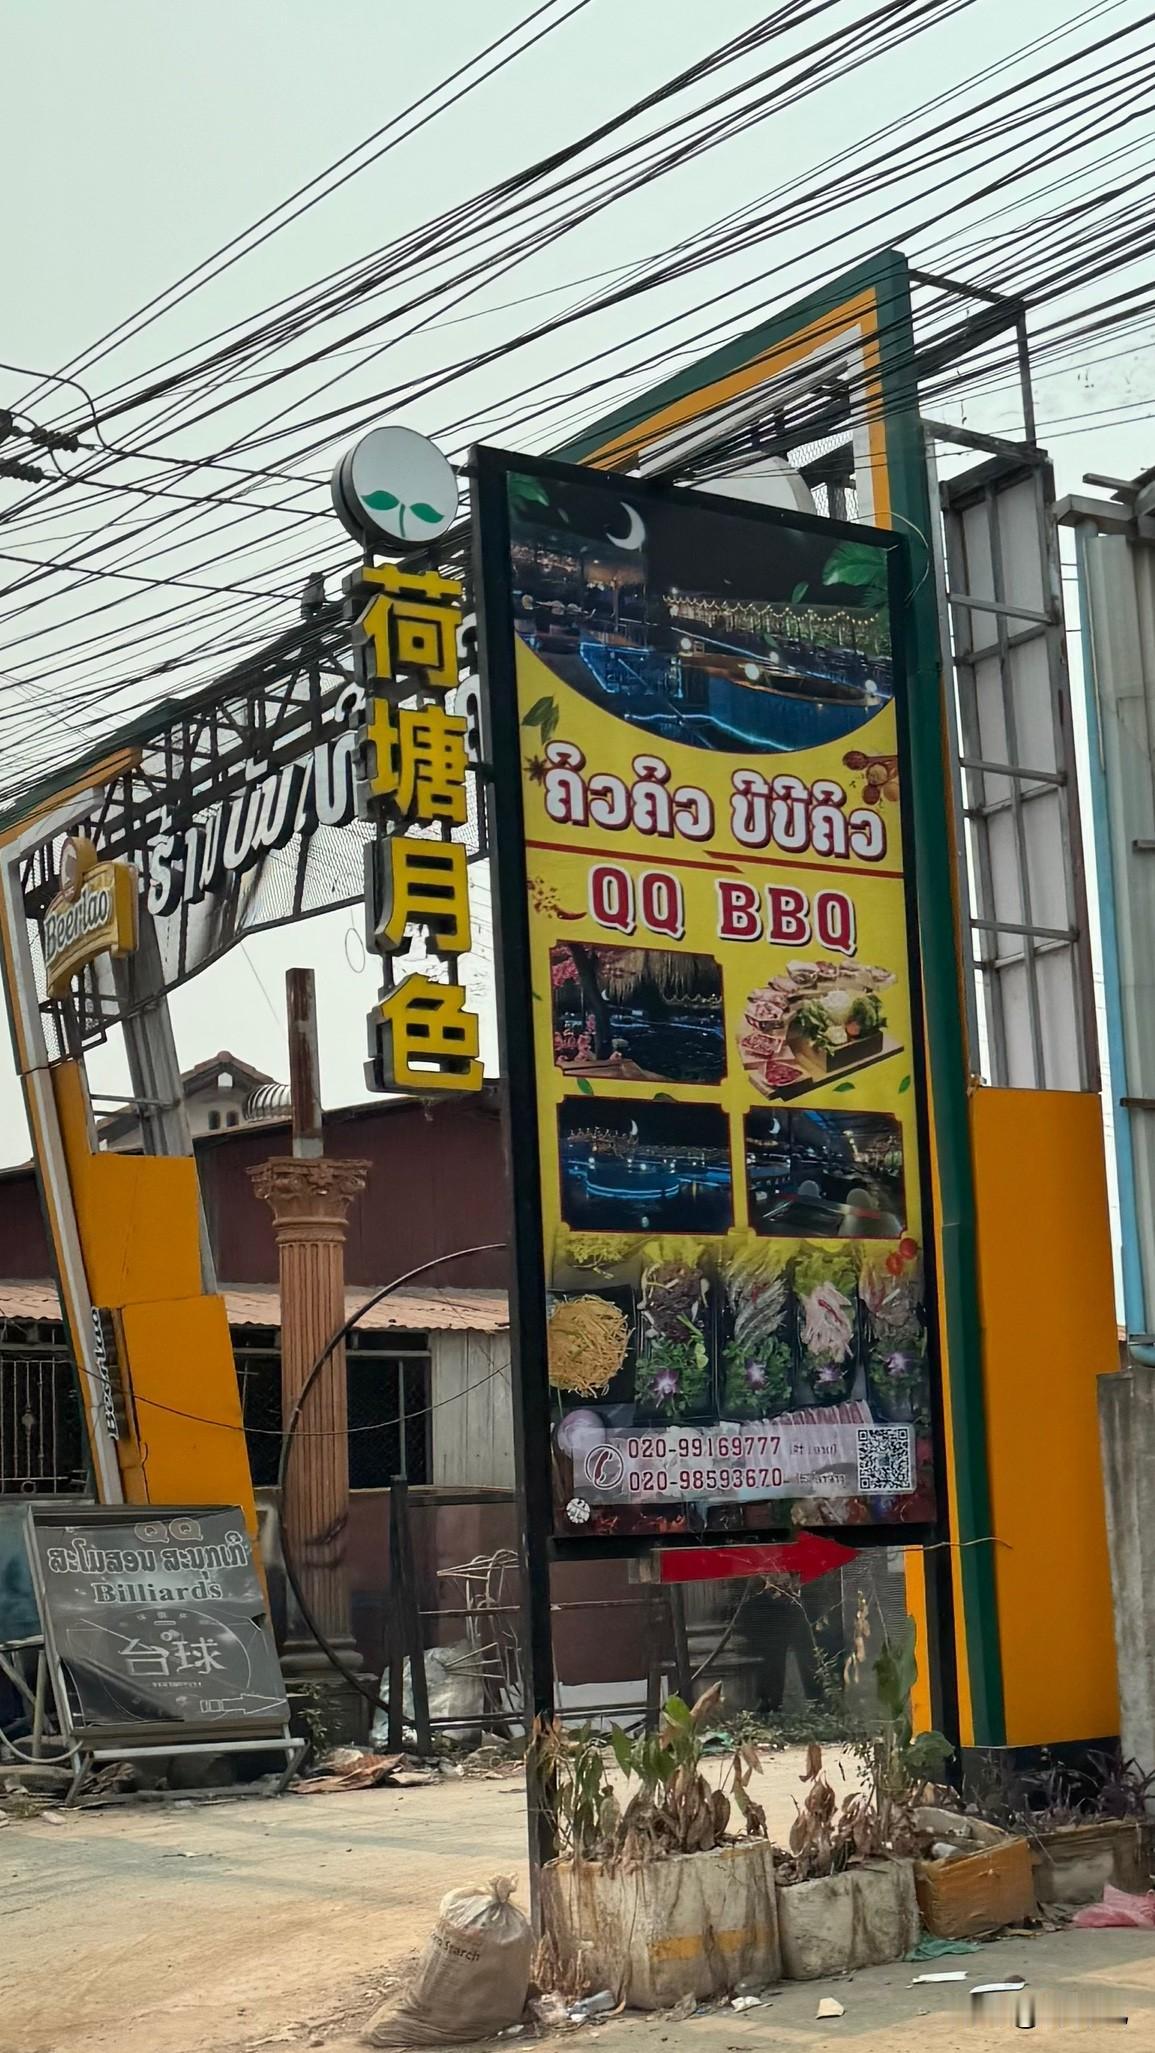 荷塘月色
ຄິວຄິວ ບີບີຄິວ
QQ BBQ
020-99169777
020-98593670
Beerlao
QQ
ສະໂມສອນ ສະນຸກເກີ
Billiards
台球
Starch